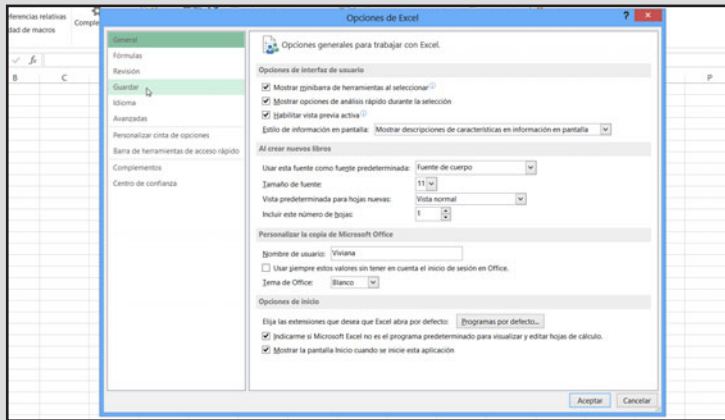 Opciones de Excel
?
ferencias relativas
dad de macros
Comple
fx
B C P
General
Fórmulas
Revisión
Guardar
Idioma
Avanzadas
Personalizar cinta de opciones
Barra de herramientas de acceso rápido
Complementos
Centro de confianza
Opciones generales para trabajar con Excel.
Opciones de interfaz de usuario
Mostrar minibarra de herramientas al seleccionar
Mostrar opciones de análisis rápido durante la selección
Habilitar vista previa activa
Estilo de información en pantalla: Mostrar descripciones de características en información en pantalla
Al crear nuevos libros
Usar esta fuente como fuente predeterminada: Fuente de cuerpo
Tamaño de fuente: 11
Vista predeterminada para hojas nuevas: Vista normal
Incluir este número de hojas: 1
Personalizar la copia de Microsoft Office
Nombre de usuario: Viviana
Usar siempre estos valores sin tener en cuenta el inicio de sesión en Office.
Tema de Office: Blanco
Opciones de inicio
Elija las extensiones que desea que Excel abra por defecto: Programas por defecto...
Indicarme si Microsoft Excel no es el programa predeterminado para visualizar y editar hojas de cálculo.
Mostrar la pantalla Inicio cuando se inicie esta aplicación
Aceptar Cancelar